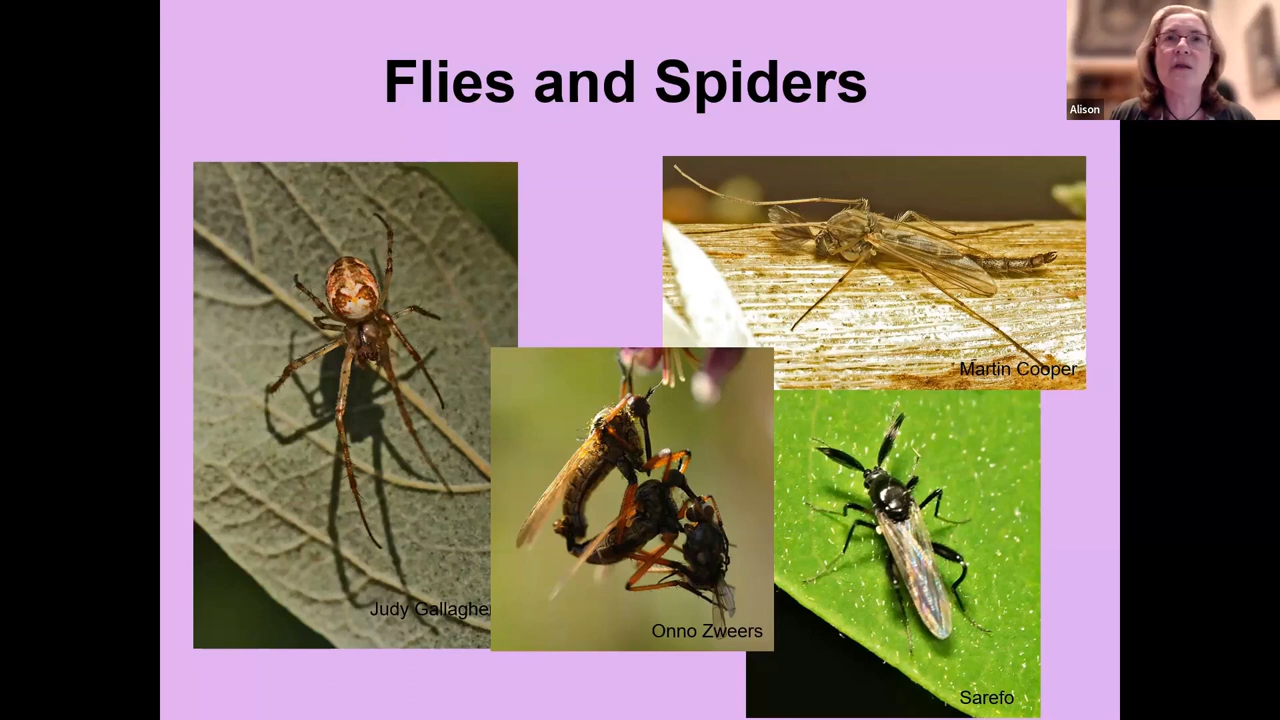 Flies and Spiders
Alison
Martin Cooper
Judy Gallagher
Onno Zweers
Sarefo